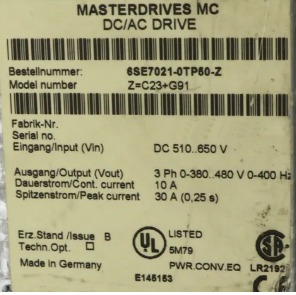 MASTERDRIVES MC
DC/AC DRIVE
Bestellnummer: 6SE7021-0TP50-Z
Model number Z=C23+G91
Fabrik-Nr.
Serial no.
Eingang/Input (Vin) DC 510..650 V
Ausgang/Output (Vout) 3 Ph 0-380..480 V 0-400 Hz
Dauerstrom/Cont. current 10 A
Spitzenstrom/Peak current 30 A (0,25 s)
Erz.Stand /Issue B
Techn.Opt. □
Made in Germany
UL LISTED
5M79
PWR.CONV.EQ
E145153
LR2192